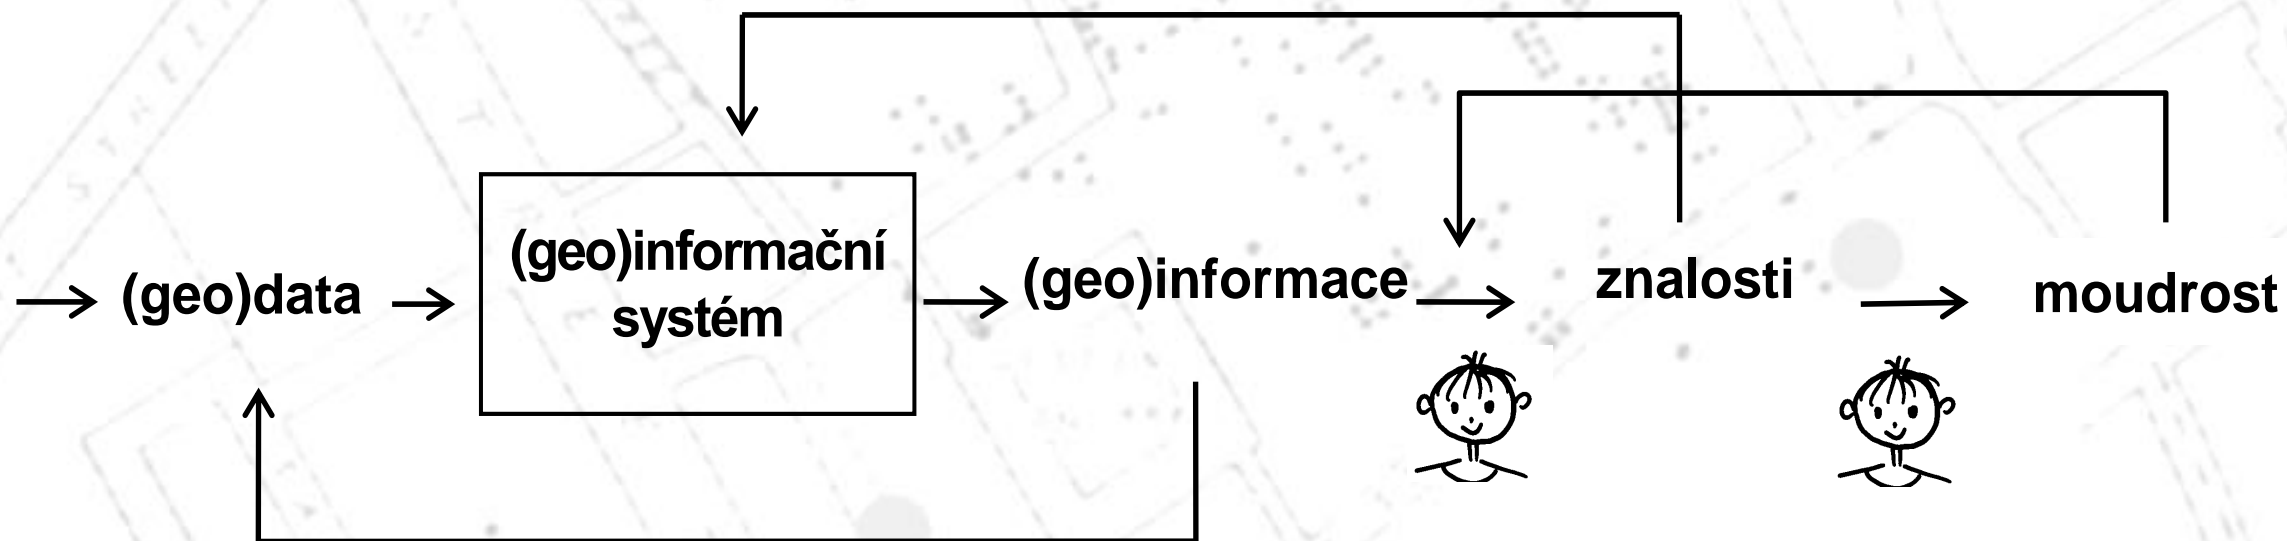 (geo)data
(geo)informační
systém
(geo)informace
znalosti
moudrost